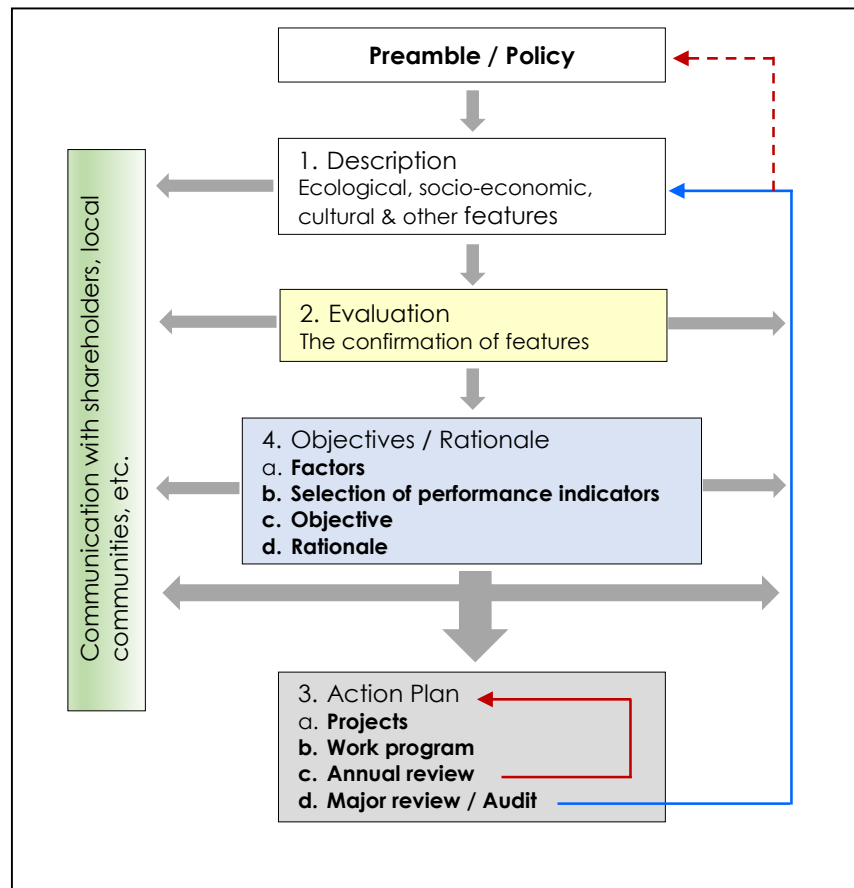 Preamble / Policy
1. Description
Ecological, socio-economic,
cultural & other features
2. Evaluation
The confirmation of features
4. Objectives / Rationale
a. Factors
b. Selection of performance indicators
c. Objective
d. Rationale
3. Action Plan
a. Projects
b. Work program
c. Annual review
d. Major review / Audit
Communication with shareholders, local
communities, etc.